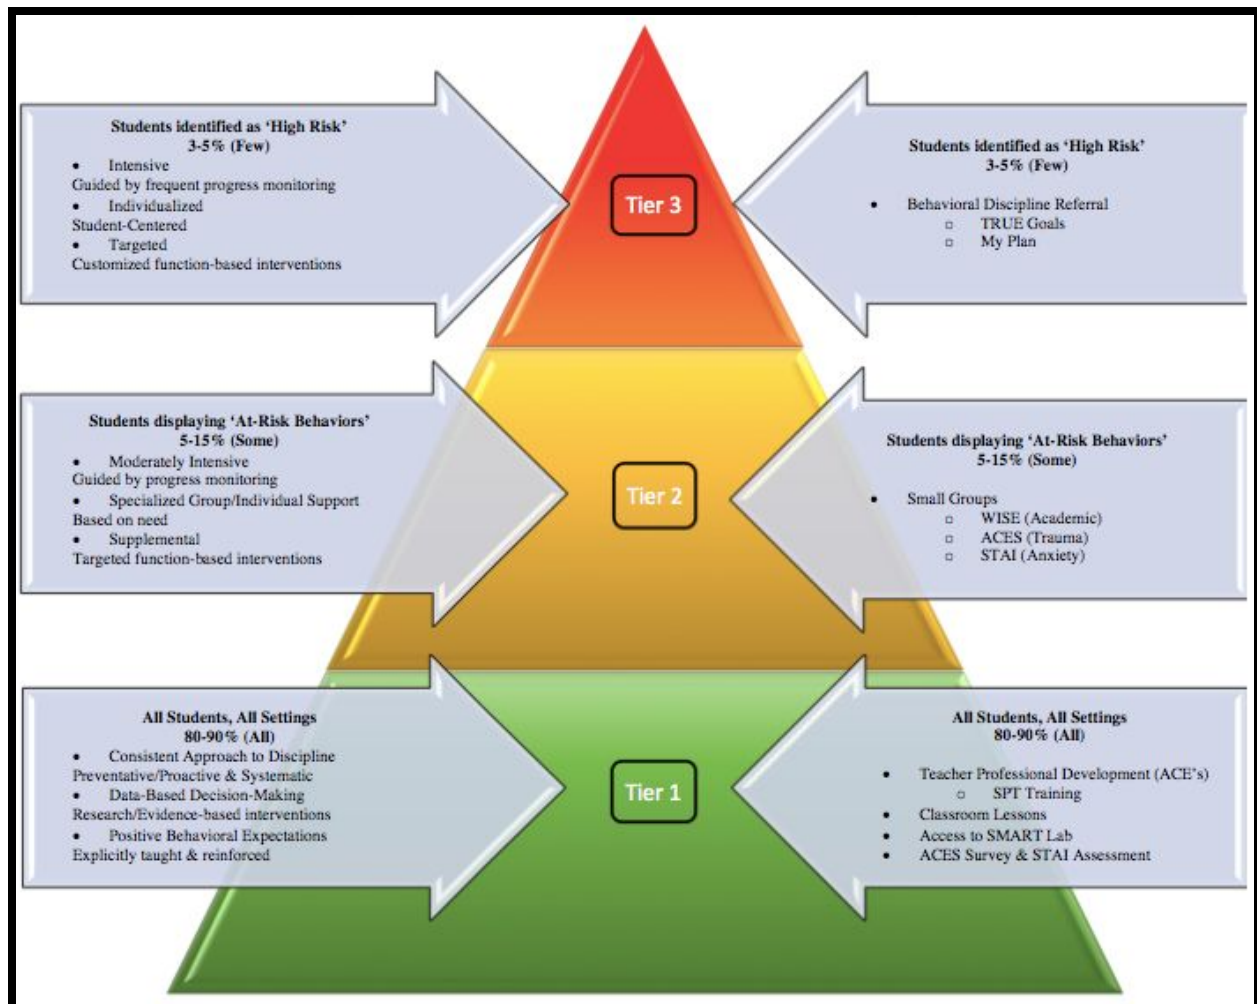 Students identified as ‘High Risk’
3-5% (Few)
• Intensive
Guided by frequent progress monitoring
• Individualized
Student-Centered
• Targeted
Customized function-based interventions
Tier 3
Students identified as ‘High Risk’
3-5% (Few)
• Behavioral Discipline Referral
o TRUE Goals
o My Plan
Students displaying ‘At-Risk Behaviors’
5-15% (Some)
• Moderately Intensive
Guided by progress monitoring
• Specialized Group/Individual Support
Based on need
• Supplemental
Targeted function-based interventions
Tier 2
Students displaying ‘At-Risk Behaviors’
5-15% (Some)
• Small Groups
o WISE (Academic)
o ACES (Trauma)
o STAI (Anxiety)
All Students, All Settings
80-90% (All)
• Consistent Approach to Discipline
Preventative/Proactive & Systematic
• Data-Based Decision-Making
Research/Evidence-based interventions
• Positive Behavioral Expectations
Explicitly taught & reinforced
Tier 1
All Students, All Settings
80-90% (All)
• Teacher Professional Development (ACE’s)
o SPT Training
• Classroom Lessons
• Access to SMART Lab
• ACES Survey & STAI Assessment